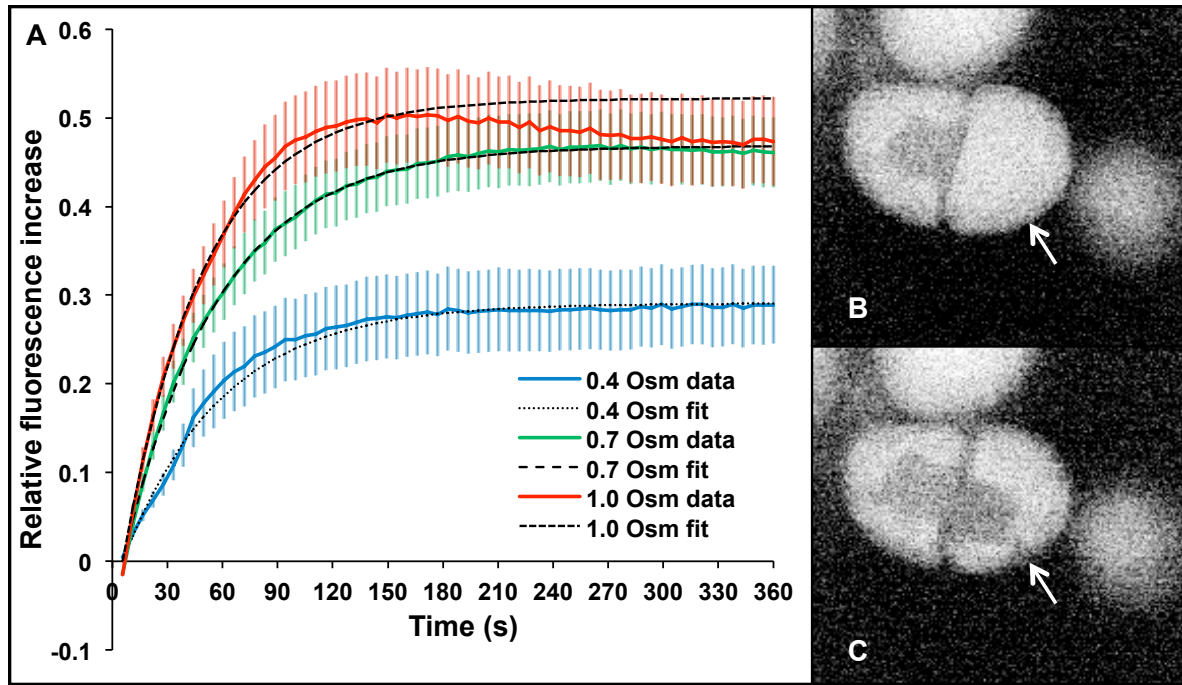 A
Relative fluorescence increase
0.6
0.5
0.4
0.3
0.2
0.1
0
-0.1
0 30 60 90 120 150 180 210 240 270 300 330 360
Time (s)
0.4 Osm data
0.4 Osm fit
0.7 Osm data
0.7 Osm fit
1.0 Osm data
1.0 Osm fit
B
C